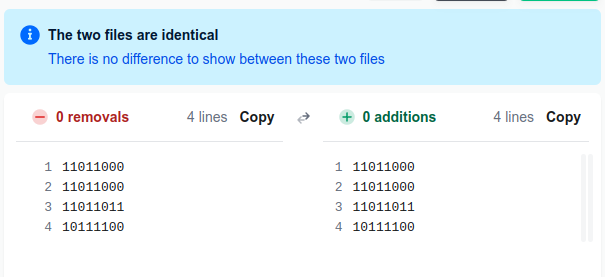 The two files are identical
There is no difference to show between these two files
0 removals 4 lines Copy
0 additions 4 lines Copy
1 11011000
2 11011000
3 11011011
4 10111100
1 11011000
2 11011000
3 11011011
4 10111100